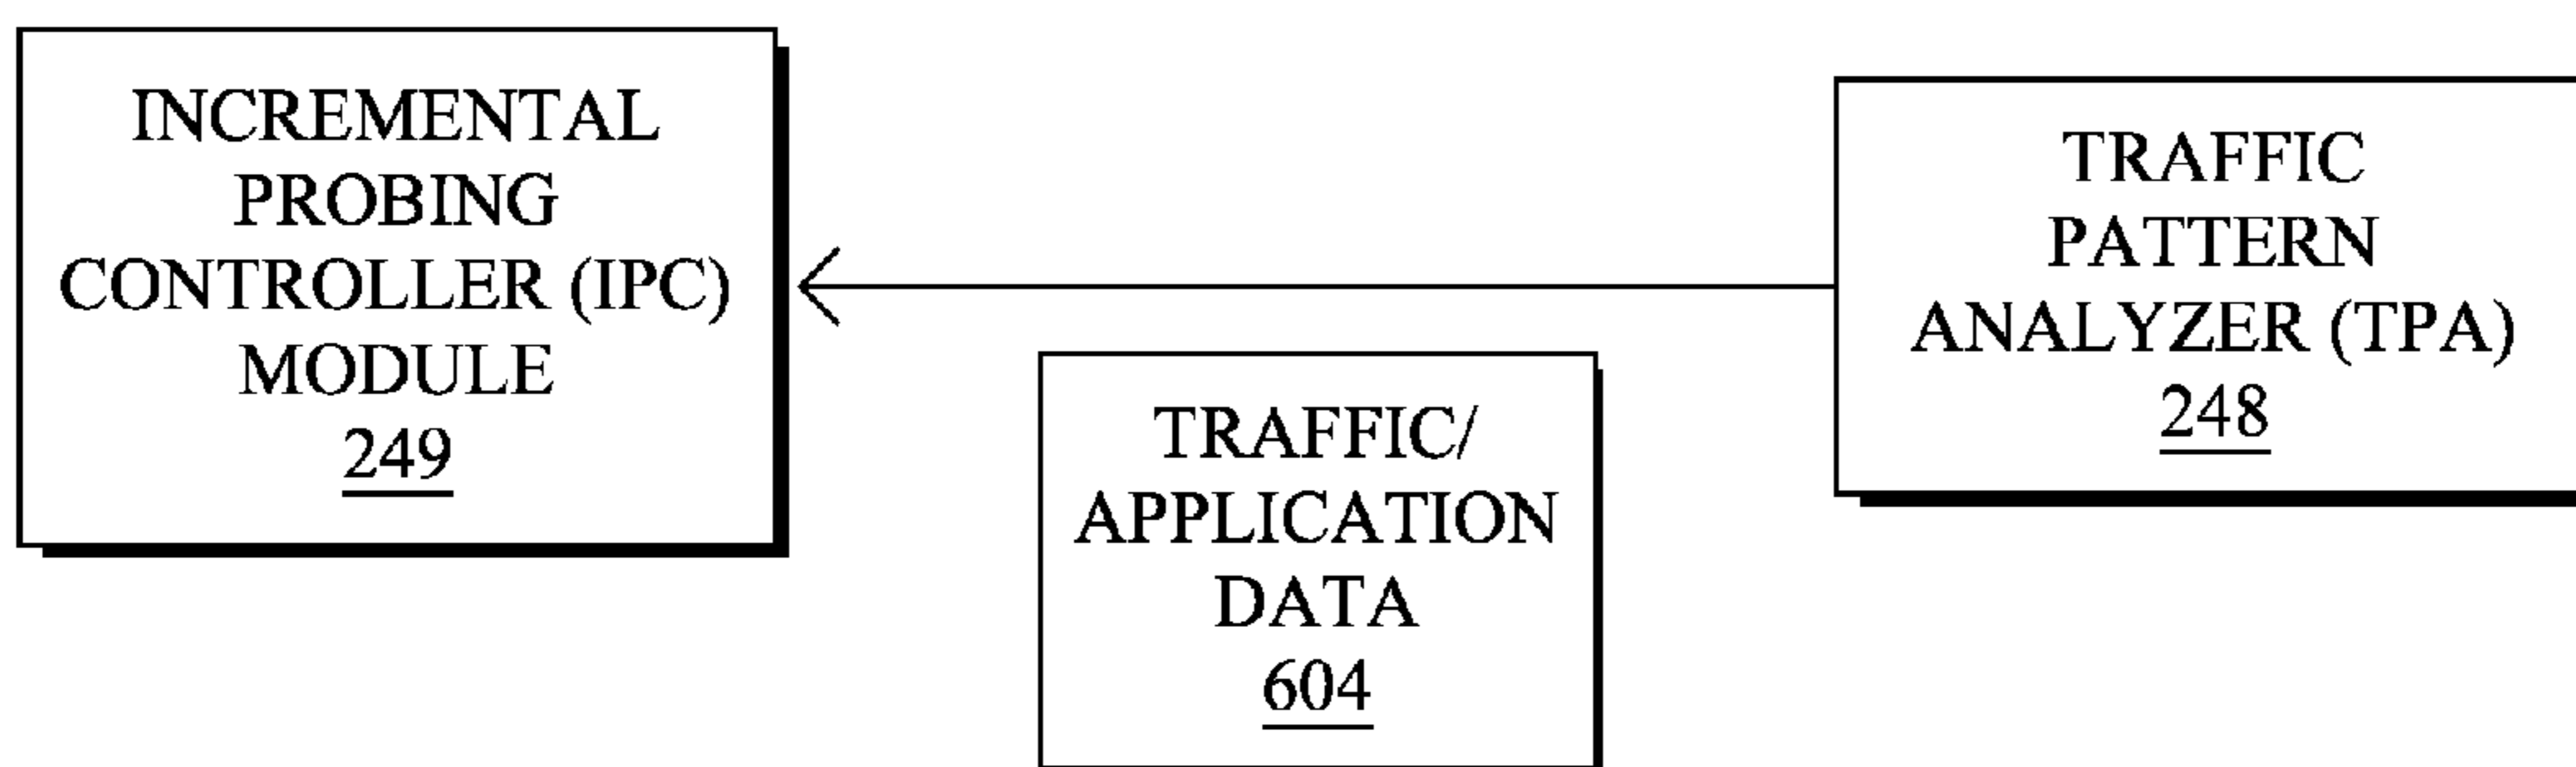 INCREMENTAL
PROBING
CONTROLLER (IPC)
MODULE
249
TRAFFIC/
APPLICATION
DATA
604
TRAFFIC
PATTERN
ANALYZER (TPA)
248